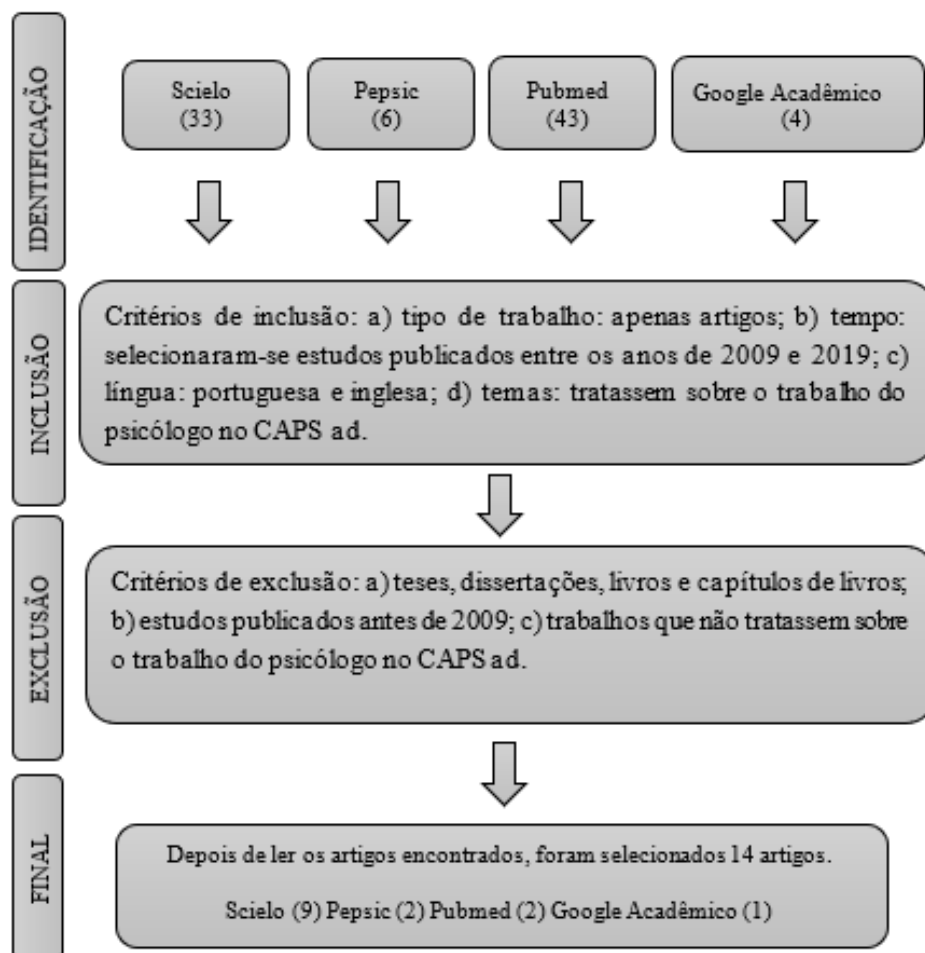 IDENTIFICAÇÃO
Scielo
(33)
Pepsic
(6)
Pubmed
(43)
Google Acadêmico
(4)
INCLUSÃO
Critérios de inclusão: a) tipo de trabalho: apenas artigos; b) tempo:
selecionaram-se estudos publicados entre os anos de 2009 e 2019; c)
língua: portuguesa e inglesa; d) temas: tratassem sobre o trabalho do
psicólogo no CAPS ad.
EXCLUSÃO
Critérios de exclusão: a) teses, dissertações, livros e capítulos de livros;
b) estudos publicados antes de 2009; c) trabalhos que não tratassem sobre
o trabalho do psicólogo no CAPS ad.
FINAL
Depois de ler os artigos encontrados, foram selecionados 14 artigos.
Scielo (9) Pepsic (2) Pubmed (2) Google Acadêmico (1)